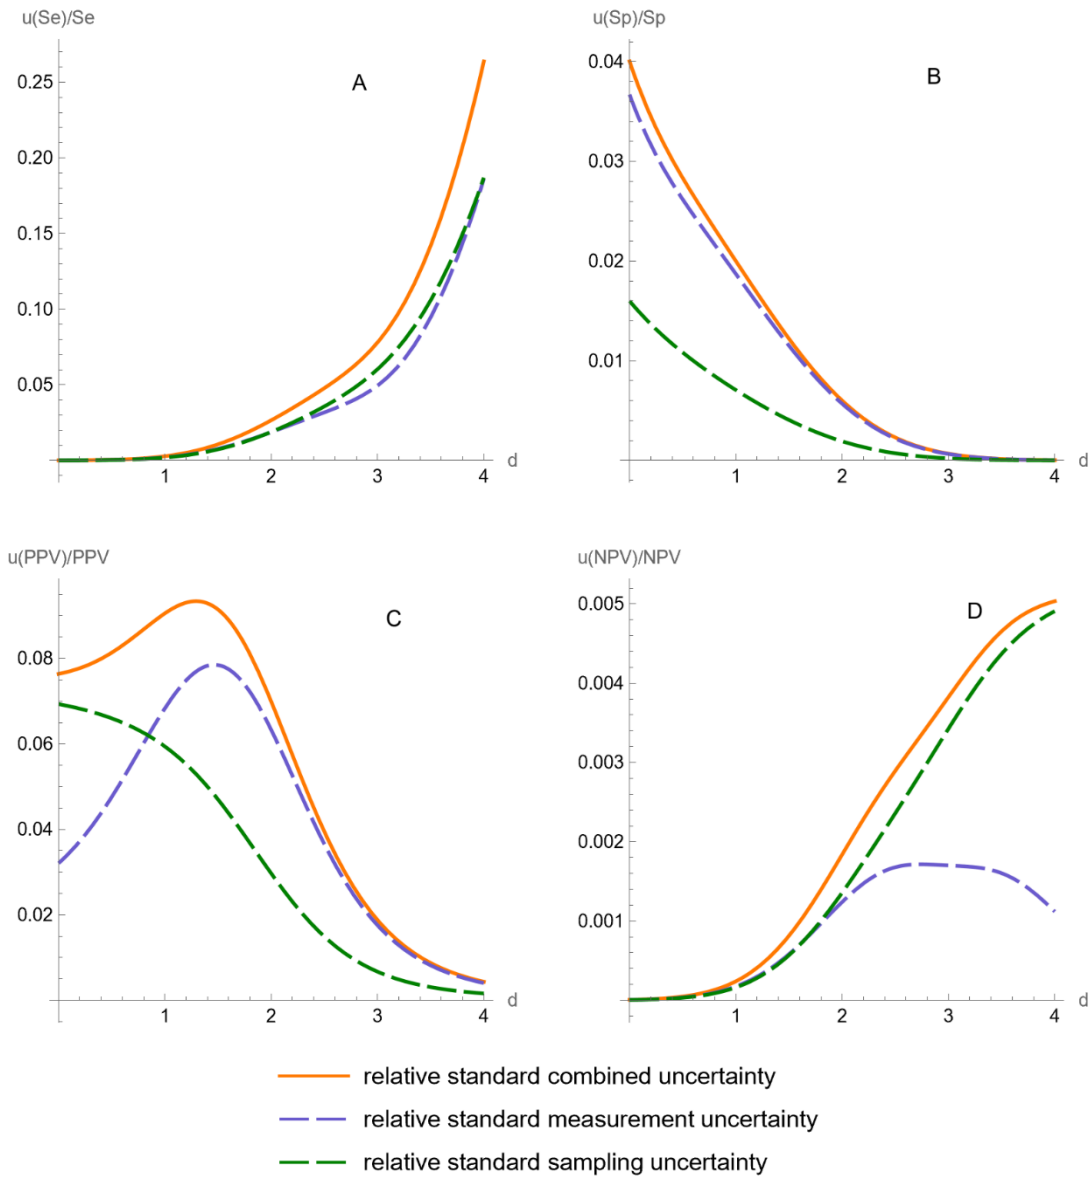 u(Se)/Se
A
0.25
0.20
0.15
0.10
0.05
1 2 3 4 d
u(Sp)/Sp
B
0.04
0.03
0.02
0.01
1 2 3 4 d
u(PPV)/PPV
C
0.08
0.06
0.04
0.02
1 2 3 4 d
u(NPV)/NPV
D
0.005
0.004
0.003
0.002
0.001
1 2 3 4 d
relative standard combined uncertainty
relative standard measurement uncertainty
relative standard sampling uncertainty